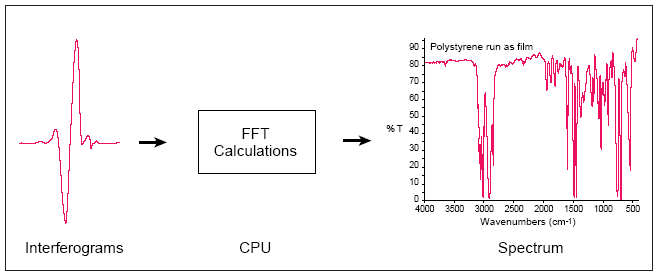 Polystyrene run as film
90
80
70
60
% T
50
40
30
20
10
0
4000 3500 3000 2500 2000 1500 1000 500
Wavenumbers (cm-1)
FFT
Calculations
Interferograms
CPU
Spectrum